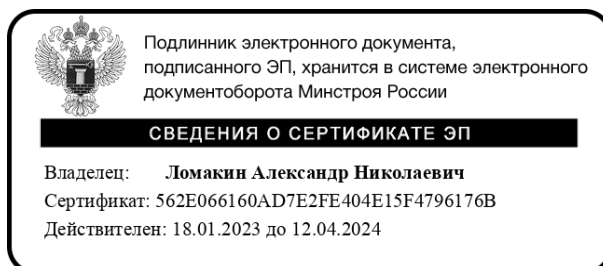 Подлинник электронного документа,
подписанного ЭП, хранится в системе электронного
документоборота Минстроя России
СВЕДЕНИЯ О СЕРТИФИКАТЕ ЭП
Владелец: Ломакин Александр Николаевич
Сертификат: 562E066160AD7E2FE404E15F4796176B
Действителен: 18.01.2023 до 12.04.2024